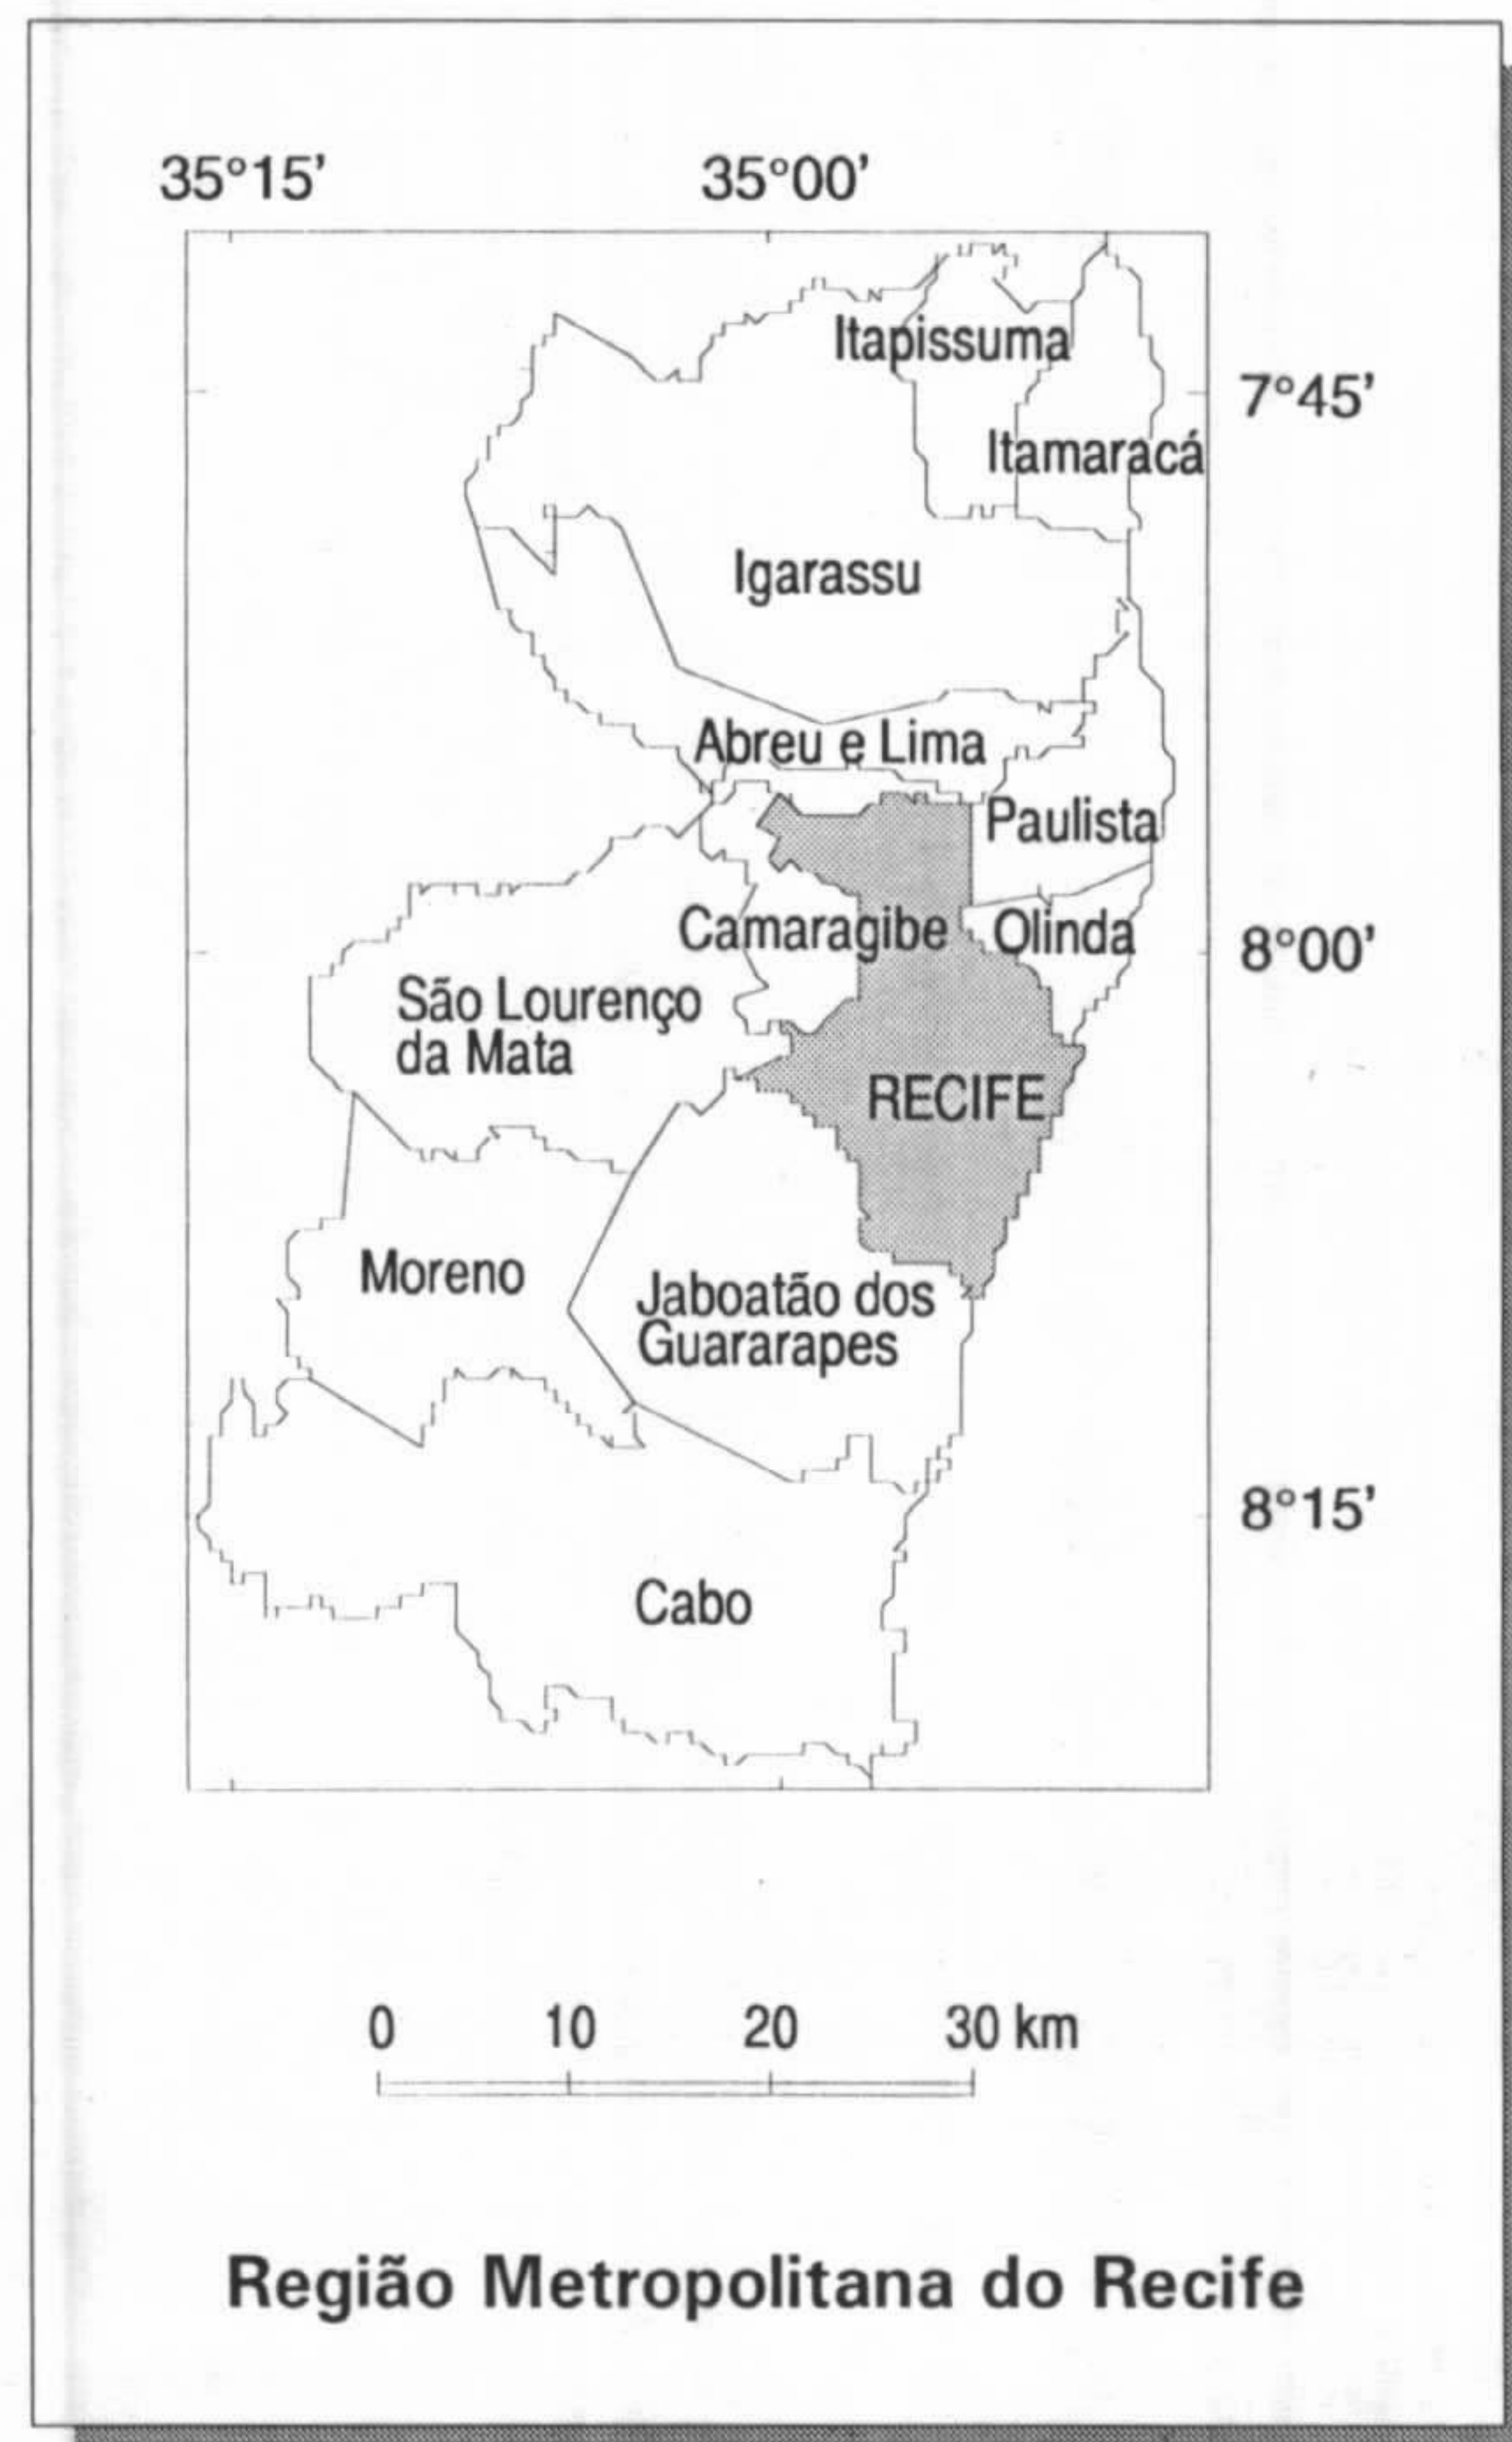 35°15' 35°00'
Itapissuma
7°45'
Itamaracá
Igarassu
Abreu e Lima
Paulista
Camaragibe
Olinda
8°00'
São Lourenço
da Mata
RECIFE
Moreno
Jaboatão dos
Guararapes
8°15'
Cabo
0 10 20 30 km
Região Metropolitana do Recife